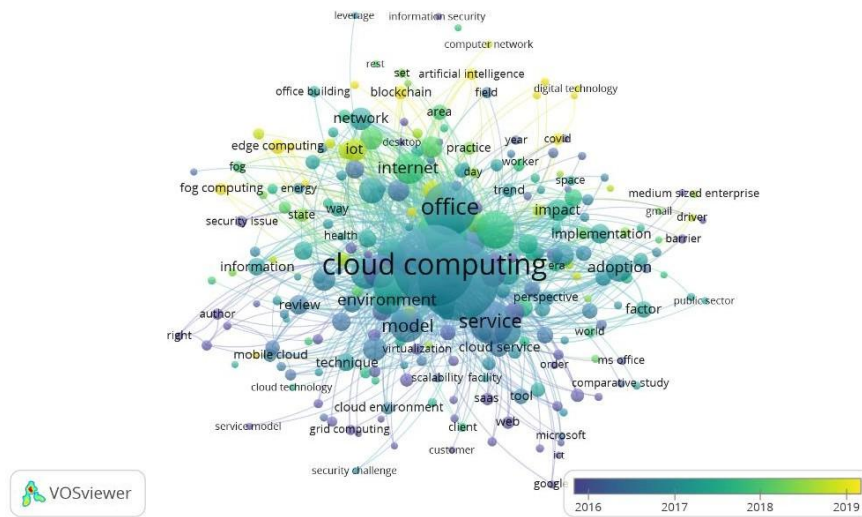 leverage
information security
computer network
rest
set
artificial intelligence
office building
blockchain
field
digital technology
network
area
desktop
year
covid
edge computing
iot
practice
fog
internet
worker
day
fog computing
energy
trend
space
medium sized enterprise
security issue
state
way
office
impact
gmail
driver
health
implementation
barrier
information
cloud computing
era
adoption
review
environment
perspective
public sector
author
model
service
factor
right
world
mobile cloud
technique
virtualization
cloud service
order
ms office
cloud technology
scalability
facility
comparative study
cloud environment
saas
tool
service model
grid computing
client
web
customer
microsoft
security challenge
ict
google
VOSviewer
2016
2017
2018
2019